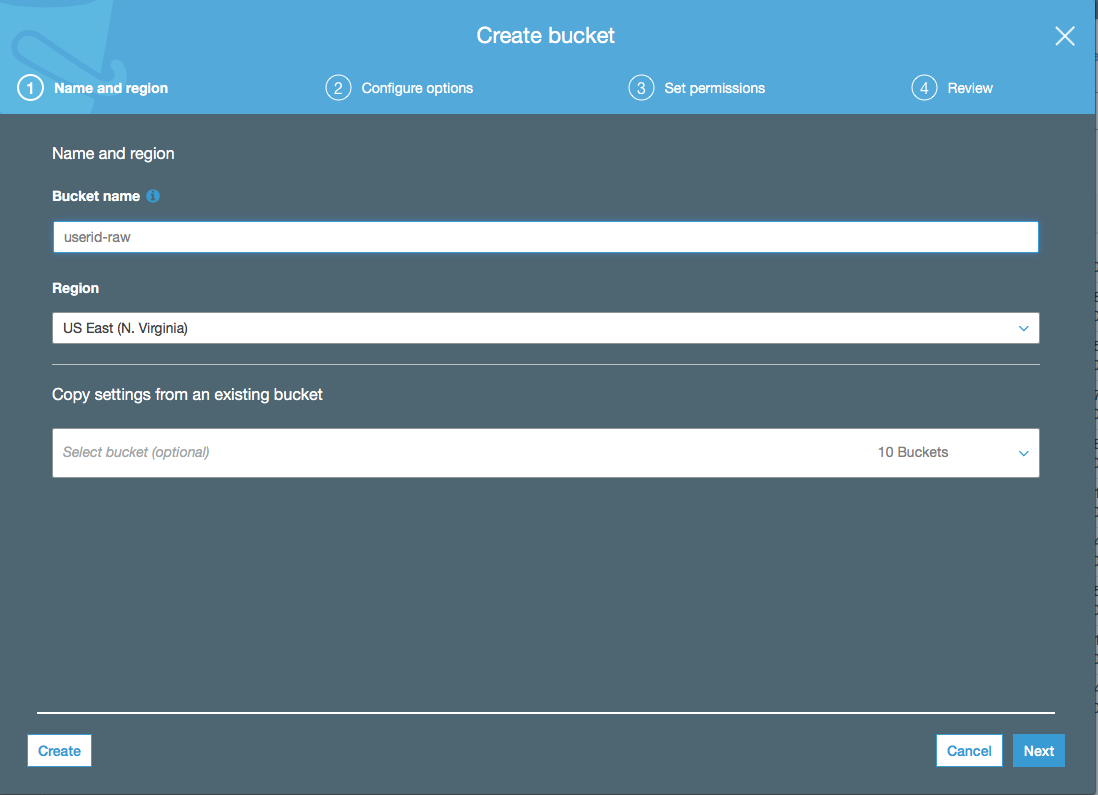 Create bucket
1 Name and region
2 Configure options
3 Set permissions
4 Review
Name and region
Bucket name
userid-raw
Region
US East (N. Virginia)
Copy settings from an existing bucket
Select bucket (optional) 10 Buckets
Create Cancel Next